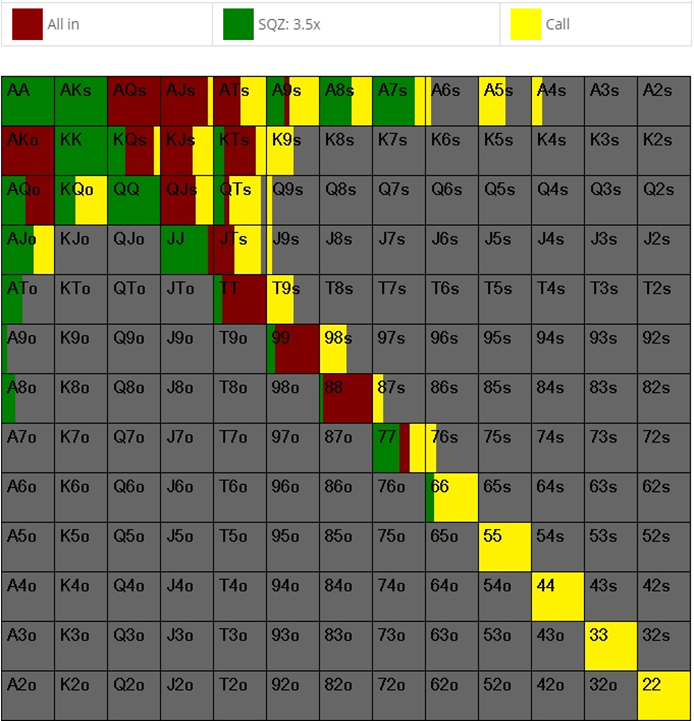 All in SQZ: 3.5x Call
AA AKs AQs AJs ATs A9s A8s A7s A6s A5s A4s A3s A2s
AKo KK KQs KJs KTs K9s K8s K7s K6s K5s K4s K3s K2s
AQo KQo QQ QJs QTs Q9s Q8s Q7s Q6s Q5s Q4s Q3s Q2s
AJo KJo QJo JJ JTs J9s J8s J7s J6s J5s J4s J3s J2s
ATo KTo QTo JTo TT T9s T8s T7s T6s T5s T4s T3s T2s
A9o K9o Q9o J9o T9o 99 98s 97s 96s 95s 94s 93s 92s
A8o K8o Q8o J8o T8o 98o 88 87s 86s 85s 84s 83s 82s
A7o K7o Q7o J7o T7o 97o 87o 77 76s 75s 74s 73s 72s
A6o K6o Q6o J6o T6o 96o 86o 76o 66 65s 64s 63s 62s
A5o K5o Q5o J5o T5o 95o 85o 75o 65o 55 54s 53s 52s
A4o K4o Q4o J4o T4o 94o 84o 74o 64o 54o 44 43s 42s
A3o K3o Q3o J3o T3o 93o 83o 73o 63o 53o 43o 33 32s
A2o K2o Q2o J2o T2o 92o 82o 72o 62o 52o 42o 32o 22